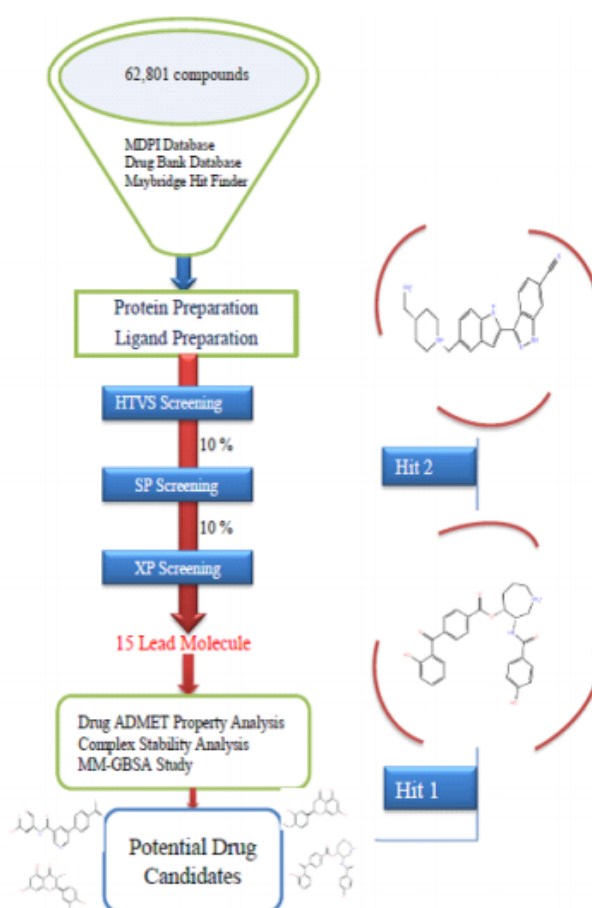 62,801 compounds
MDPI Database
Drug Bank Database
Maybridge Hit Finder
Protein Preparation
Ligand Preparation
HTVS Screening
10 %
SP Screening
10 %
XP Screening
15 Lead Molecule
Drug ADMET Property Analysis
Complex Stability Analysis
MM-GBSA Study
Potential Drug
Candidates
Hit 2
Hit 1